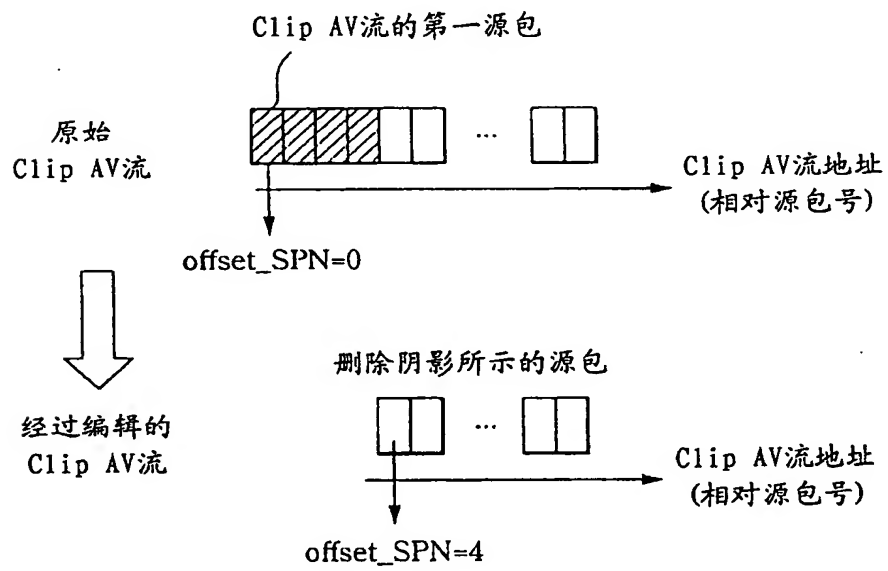 Clip AV流的第一源包
原始
Clip AV流
...
Clip AV流地址
(相对源包号)
offset_SPN=0
删除阴影所示的源包
经过编辑的
Clip AV流
...
Clip AV流地址
(相对源包号)
offset_SPN=4